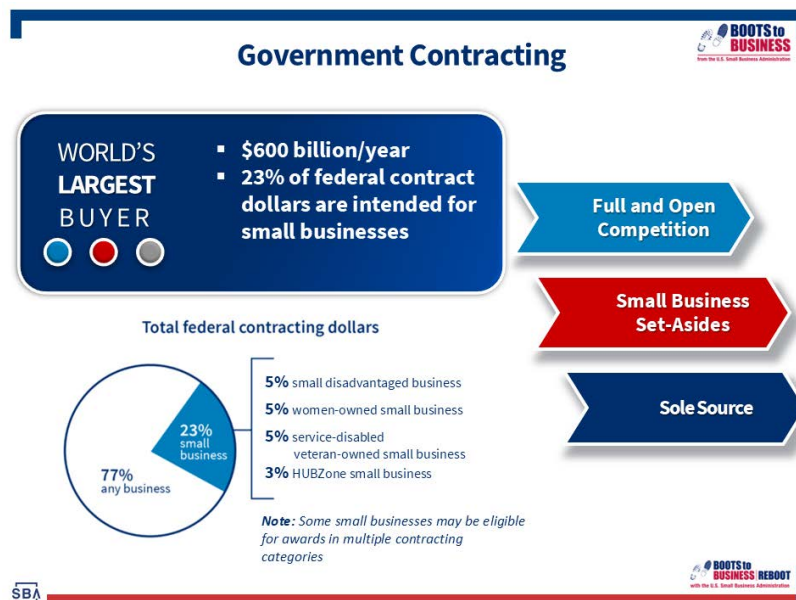 BOOTS to
BUSINESS
from the U.S. Small Business Administration
Government Contracting
WORLD'S
LARGEST
BUYER
▪ $600 billion/year
▪ 23% of federal contract
dollars are intended for
small businesses
Full and Open
Competition
Small Business
Set-Asides
Sole Source
Total federal contracting dollars
23%
small
business
77%
any business
5% small disadvantaged business
5% women-owned small business
5% service-disabled
veteran-owned small business
3% HUBZone small business
Note: Some small businesses may be eligible
for awards in multiple contracting
categories
BOOTS to
BUSINESS|REBOOT
with the U.S. Small Business Administration
SBA